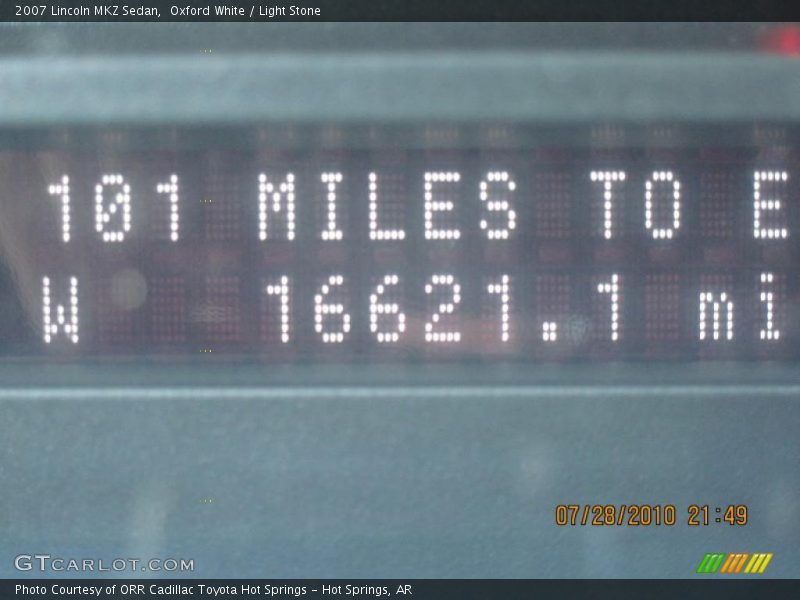 2007 Lincoln MKZ Sedan,  Oxford White / Light Stone
101 MILES TO E
W 16621.1 mi
07/28/2010 21:49
GTCARLOT.COM
Photo Courtesy of ORR Cadillac Toyota Hot Springs - Hot Springs, AR